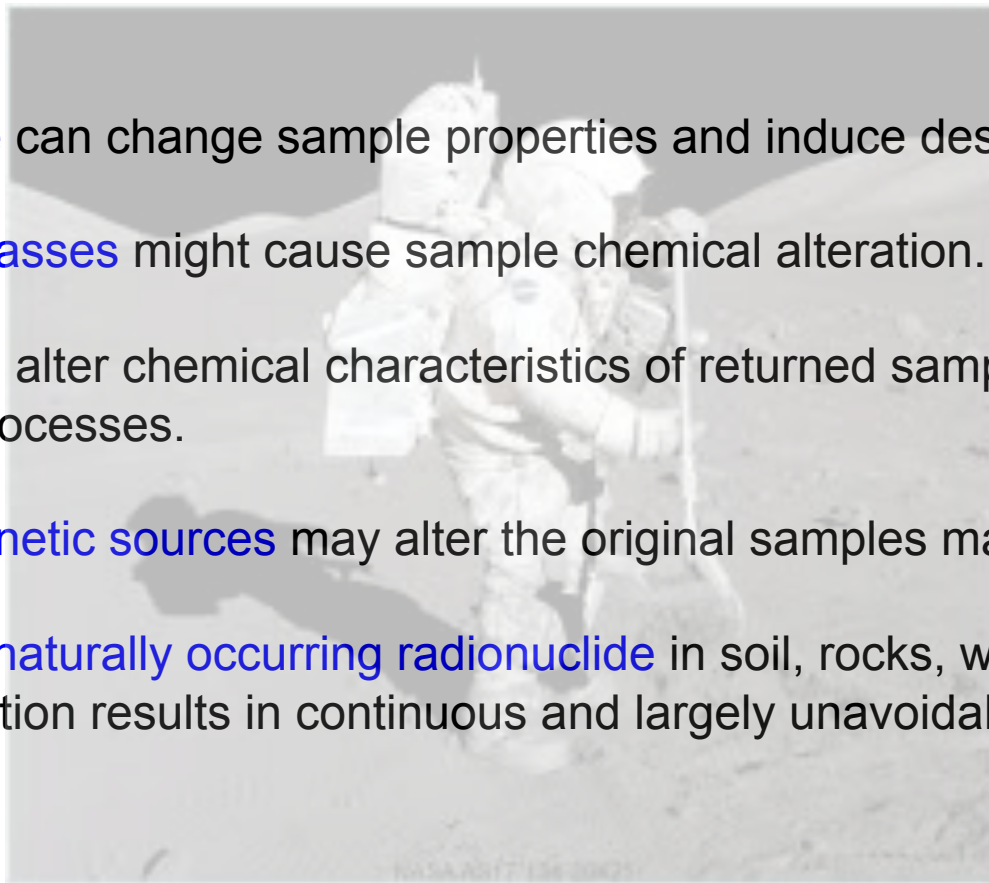 can change sample properties and induce des
asses might cause sample chemical alteration.
alter chemical characteristics of returned samp
ocesses.
netic sources may alter the original samples ma
naturally occurring radionuclide in soil, rocks, w
tion results in continuous and largely unavoidal